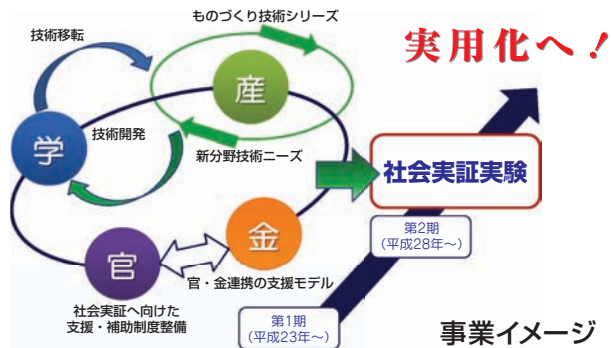 ものづくり技術シリーズ
技術移転
実用化へ！
産
学
技術開発
新分野技術ニーズ
社会実証実験
金
第2期
（平成28年～）
官
官・金連携の支援モデル
社会実証へ向けた
支援・補助制度整備
第1期
（平成23年～）
事業イメージ